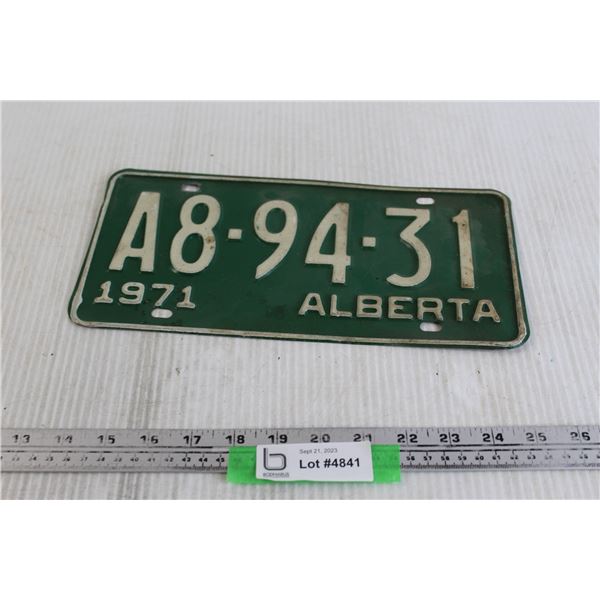 A8-94-31
1971 ALBERTA
13 14 15 16 17 18 19 20 21 22 23 24 25 26
Sept 21, 2023
Lot #4841
BODNARUS